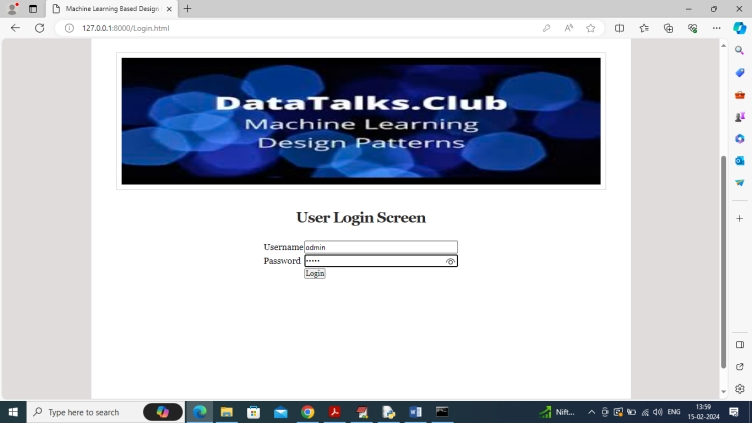 Machine Learning Based Design
127.0.0.1:8000/Login.html
DataTalks.Club
Machine Learning
Design Patterns
User Login Screen
Username admin
Password •••••
Login
Type here to search
Nift...
ENG
13:59
15-02-2024